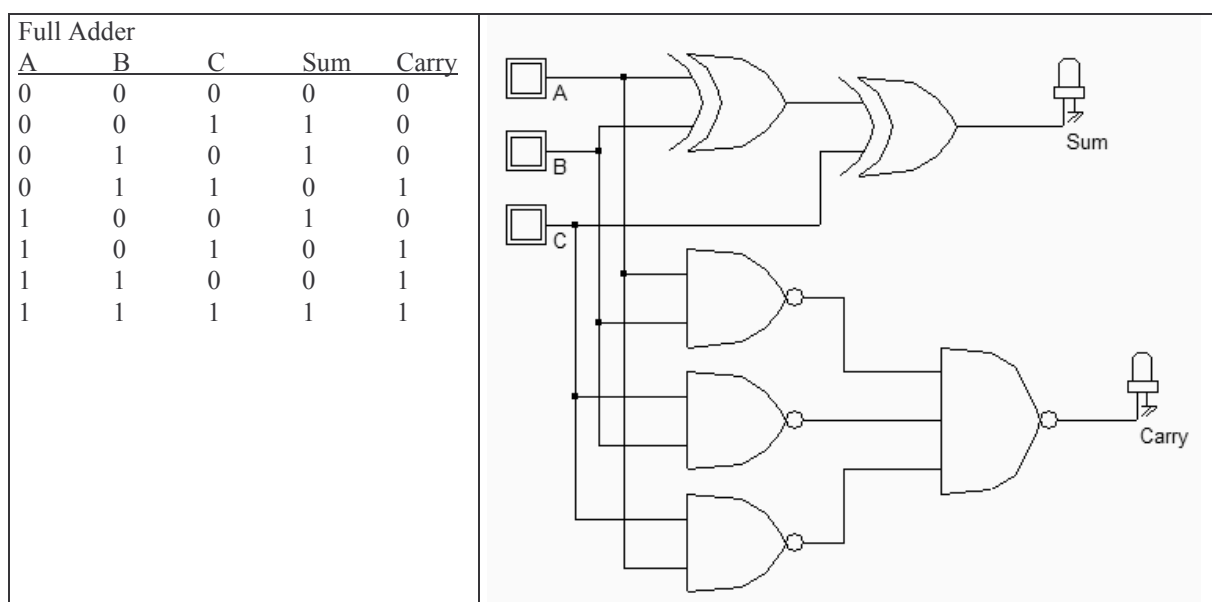 Full Adder
A B C Sum Carry
0 0 0 0 0
0 0 1 1 0
0 1 0 1 0
0 1 1 0 1
1 0 0 1 0
1 0 1 0 1
1 1 0 0 1
1 1 1 1 1
A
B
C
Sum
Carry